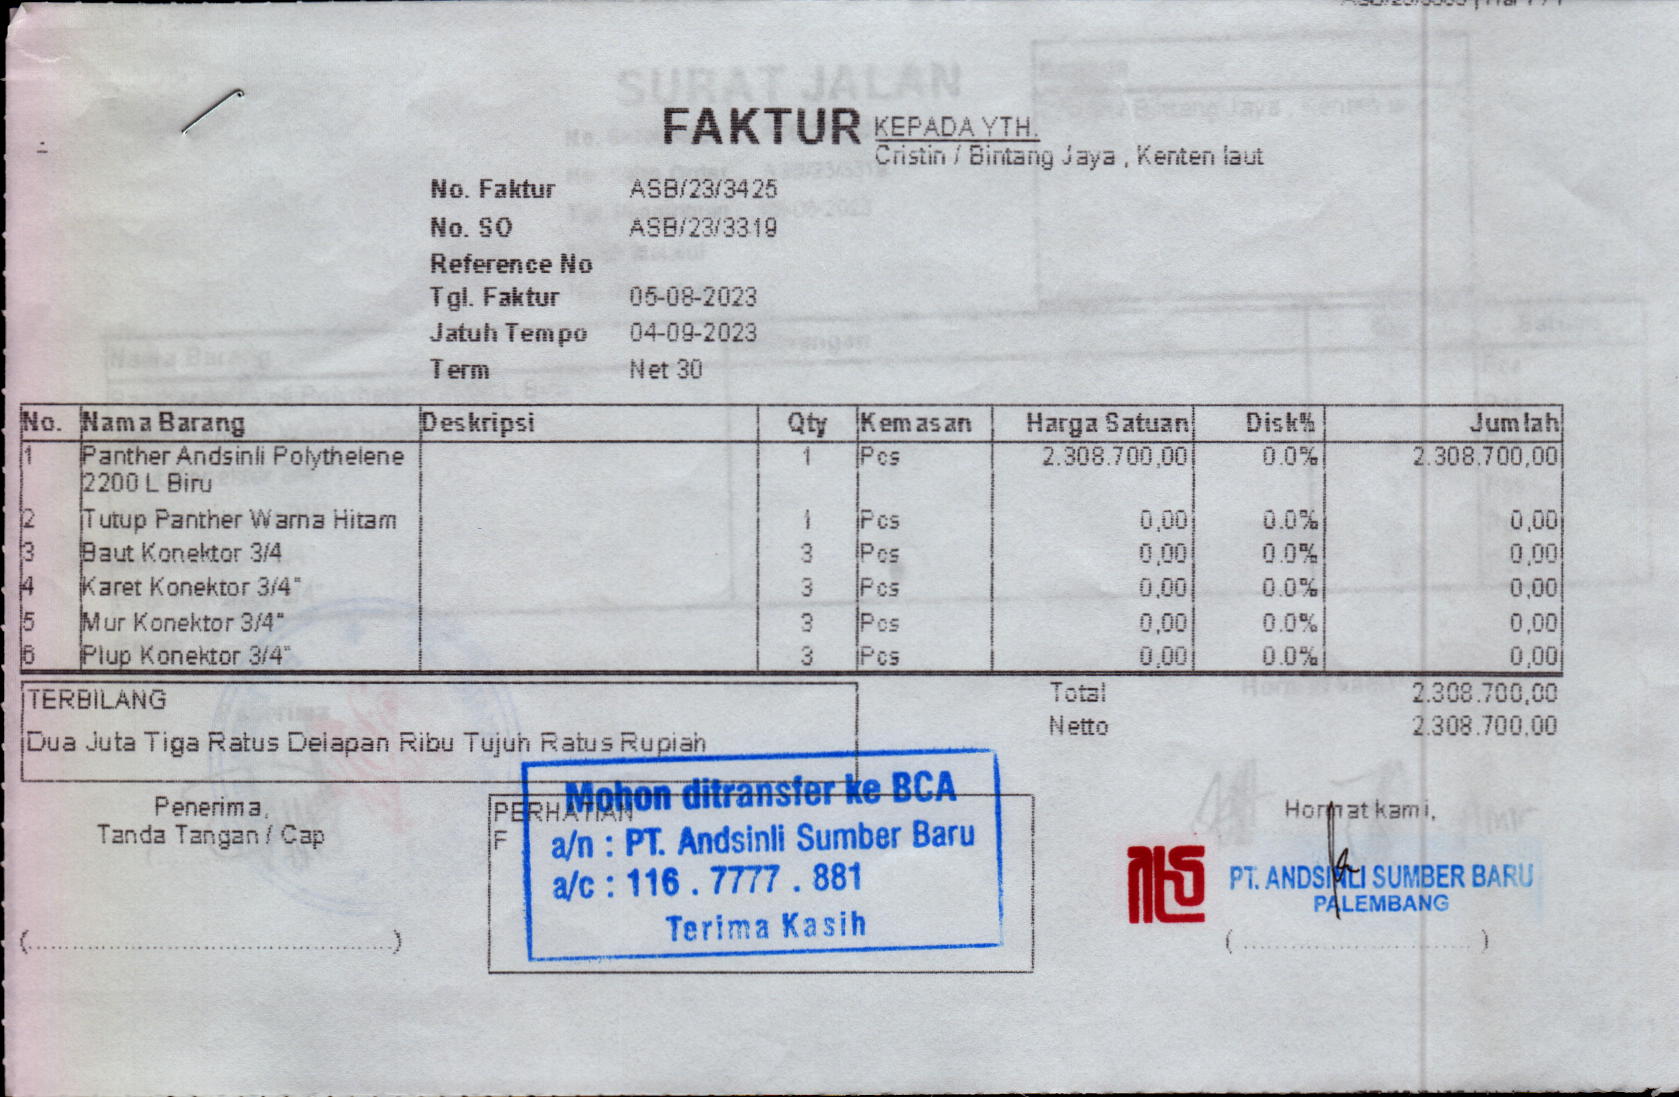 FAKTUR
KEPADA YTH.
Cristin / Bintang Jaya , Kenten laut
No. Faktur ASB/23/3425
No. SO ASB/23/3319
Reference No
Tgl. Faktur 05-08-2023
Jatuh Tempo 04-09-2023
Term Net 30
No. Nama Barang Deskripsi Qty Kemasan Harga Satuan Disk% Jumlah
1 Panther Andsinli Polythelene 1 Pcs 2.308.700,00 0.0% 2.308.700,00
2200 L Biru
2 Tutup Panther Warna Hitam 1 Pcs 0,00 0.0% 0,00
3 Baut Konektor 3/4 3 Pcs 0,00 0.0% 0,00
4 Karet Konektor 3/4" 3 Pcs 0,00 0.0% 0,00
5 Mur Konektor 3/4" 3 Pcs 0,00 0.0% 0,00
6 Plup Konektor 3/4" 3 Pcs 0,00 0.0% 0,00
TERBILANG
Dua Juta Tiga Ratus Delapan Ribu Tujuh Ratus Rupiah
Total 2.308.700,00
Netto 2.308.700,00
Penerima,
Tanda Tangan / Cap
(................................................)
PERHATIAN
F
Mohon ditransfer ke BCA
a/n : PT. Andsinli Sumber Baru
a/c : 116 . 7777 . 881
Terima Kasih
Hormat kami,
PT. ANDSINLI SUMBER BARU
PALEMBANG
(................................)